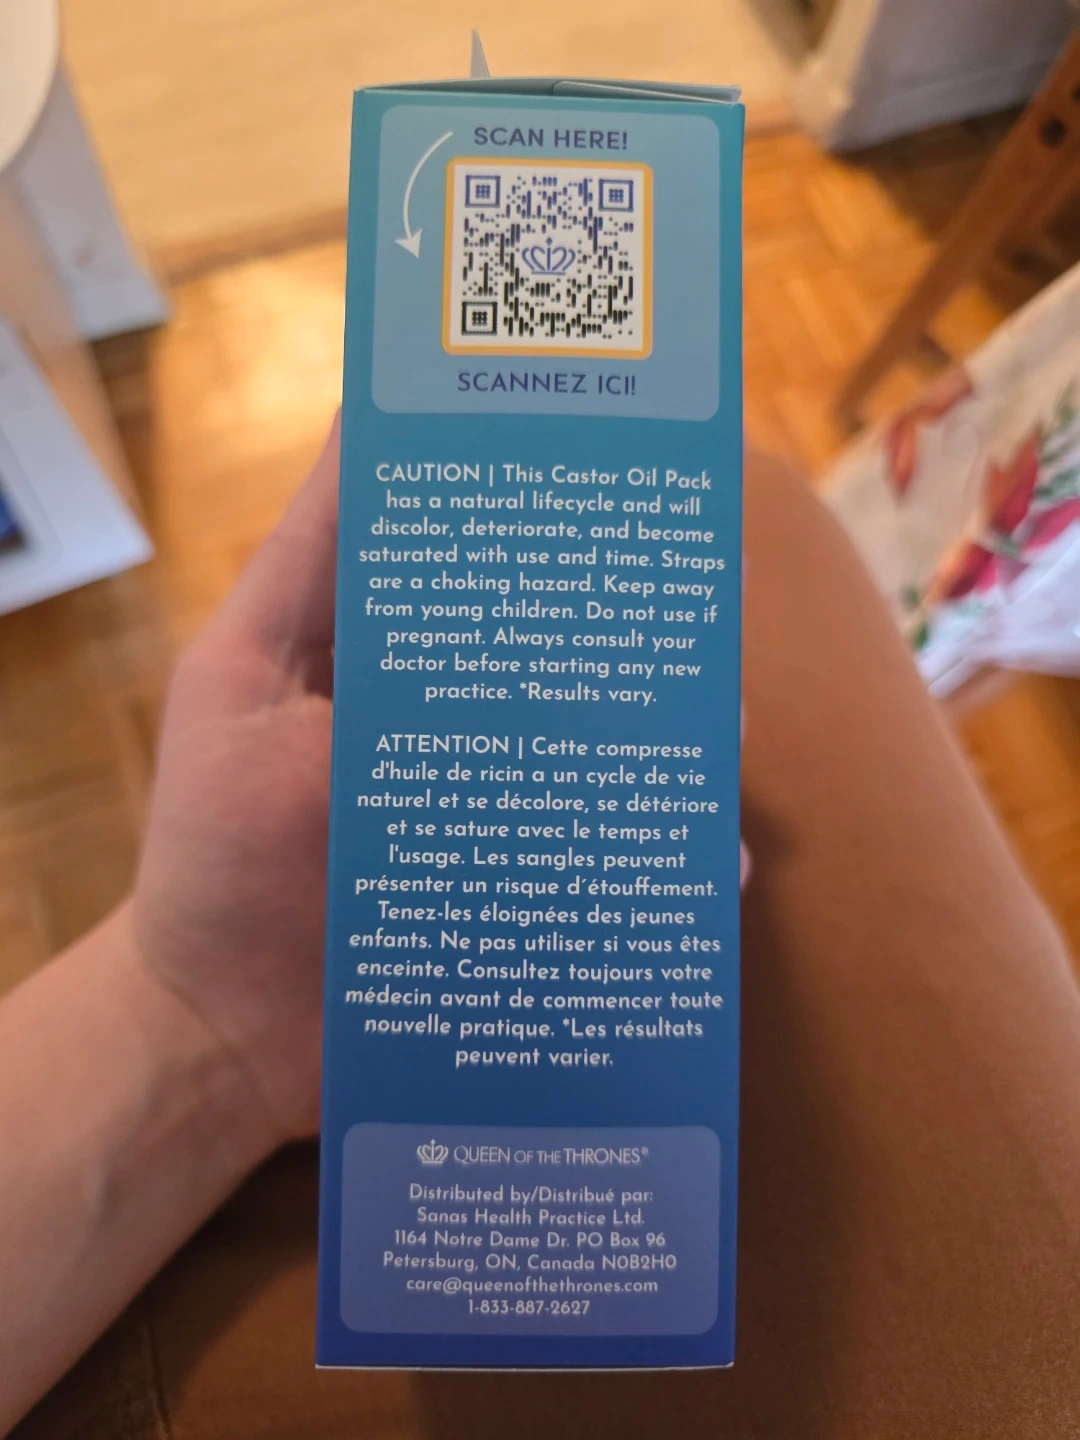 SCAN HERE!
SCANNEZ ICI!
CAUTION | This Castor Oil Pack
has a natural lifecycle and will
discolor, deteriorate, and become
saturated with use and time. Straps
are a choking hazard. Keep away
from young children. Do not use if
pregnant. Always consult your
doctor before starting any new
practice. *Results vary.
ATTENTION | Cette compresse
d'huile de ricin a un cycle de vie
naturel et se décolore, se détériore
et se sature avec le temps et
l'usage. Les sangles peuvent
présenter un risque d´étouffement.
Tenez-les éloignées des jeunes
enfants. Ne pas utiliser si vous êtes
enceinte. Consultez toujours votre
médecin avant de commencer toute
nouvelle pratique. *Les résultats
peuvent varier.
QUEEN OF THE THRONES®
Distributed by/Distribué par:
Sanas Health Practice Ltd.
1164 Notre Dame Dr. PO Box 96
Petersburg, ON, Canada N0B2H0
care@queenofthethrones.com
1-833-887-2627